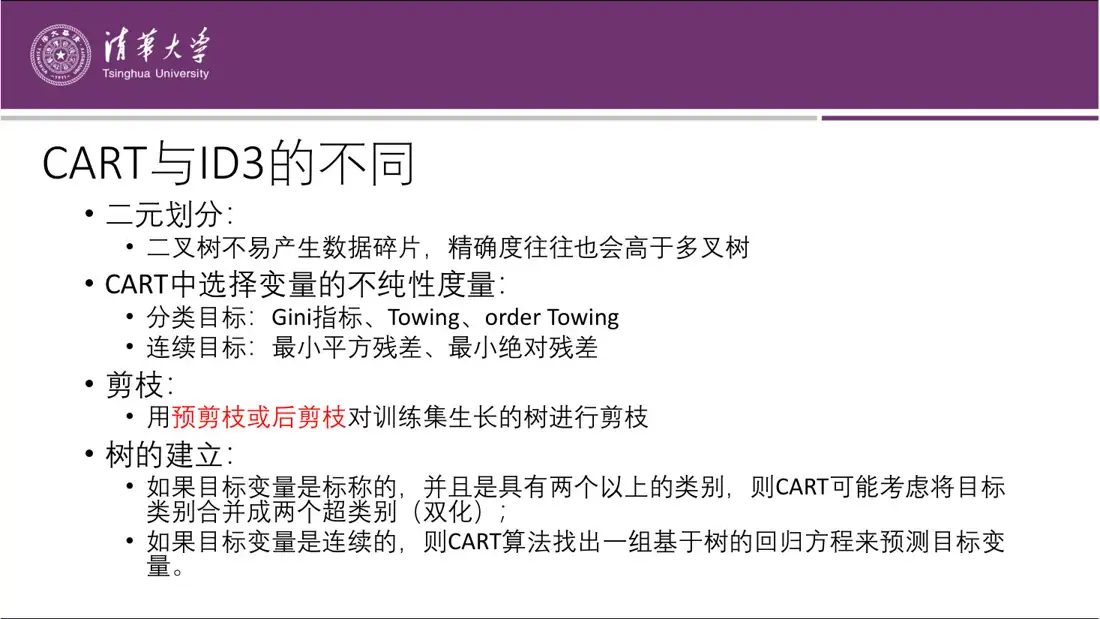 清华大学
Tsinghua University
CART与ID3的不同
• 二元划分：
• 二叉树不易产生数据碎片，精确度往往也会高于多叉树
• CART中选择变量的不纯性度量：
• 分类目标：Gini指标、Towing、order Towing
• 连续目标：最小平方残差、最小绝对残差
• 剪枝：
• 用预剪枝或后剪枝对训练集生长的树进行剪枝
• 树的建立：
• 如果目标变量是标称的，并且是具有两个以上的类别，则CART可能考虑将目标
类别合并成两个超类别（双化）；
• 如果目标变量是连续的，则CART算法找出一组基于树的回归方程来预测目标变
量。